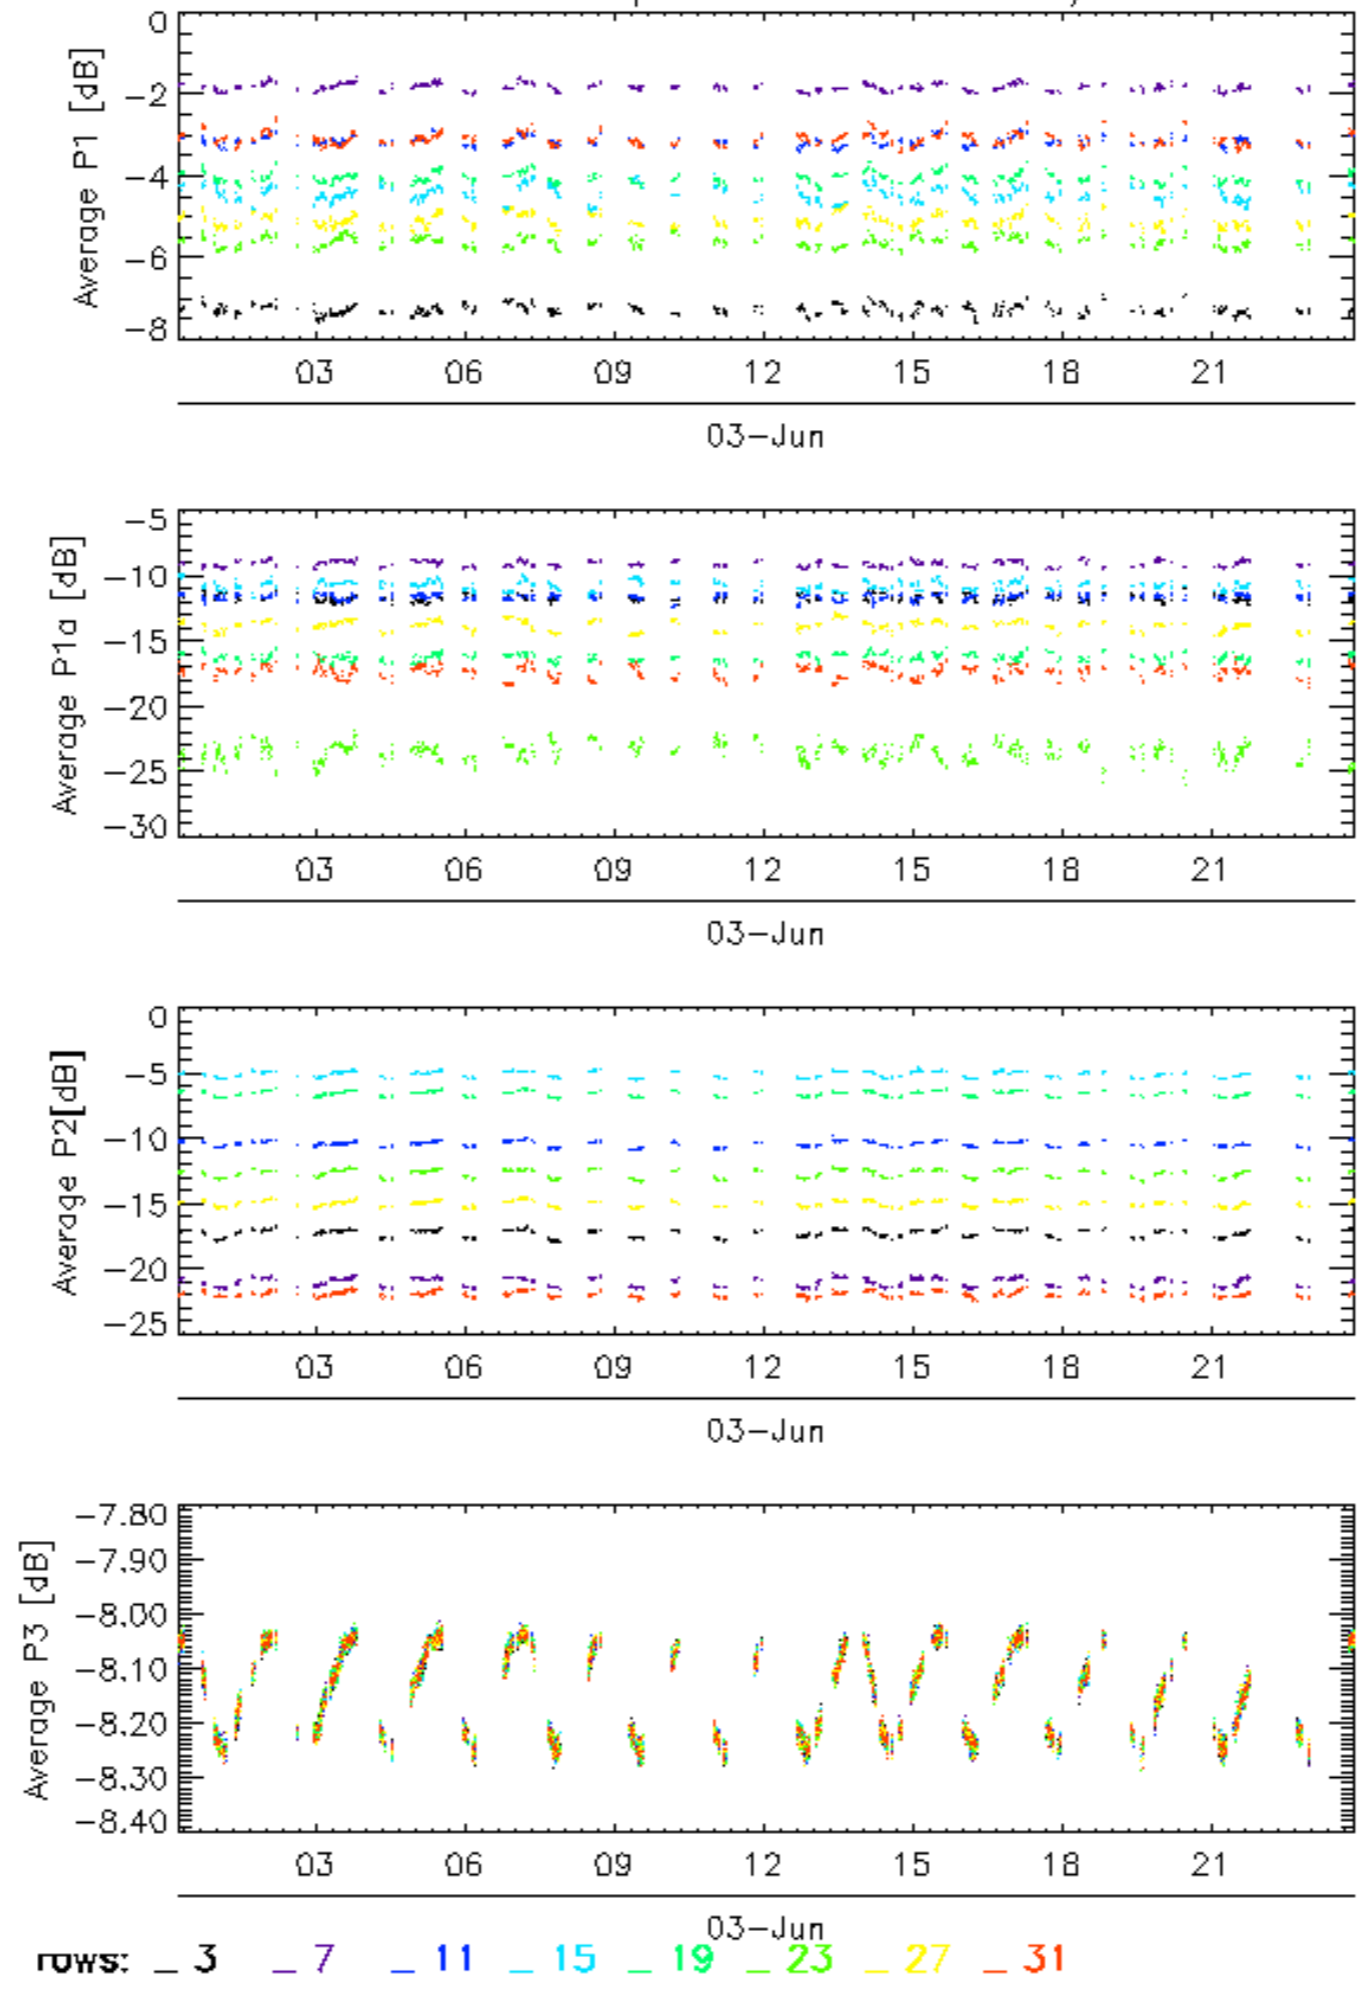 Average P1 [dB]
0
-2
-4
-6
-8
03 06 09 12 15 18 21
03-Jun
Average P1a [dB]
-5
-10
-15
-20
-25
-30
03 06 09 12 15 18 21
03-Jun
Average P2[dB]
0
-5
-10
-15
-20
-25
03 06 09 12 15 18 21
03-Jun
Average P3 [dB]
-7.80
-7.90
-8.00
-8.10
-8.20
-8.30
-8.40
03 06 09 12 15 18 21
03-Jun
rows: _ 3 _ 7 _ 11 _ 15 _ 19 _ 23 _ 27 _ 31